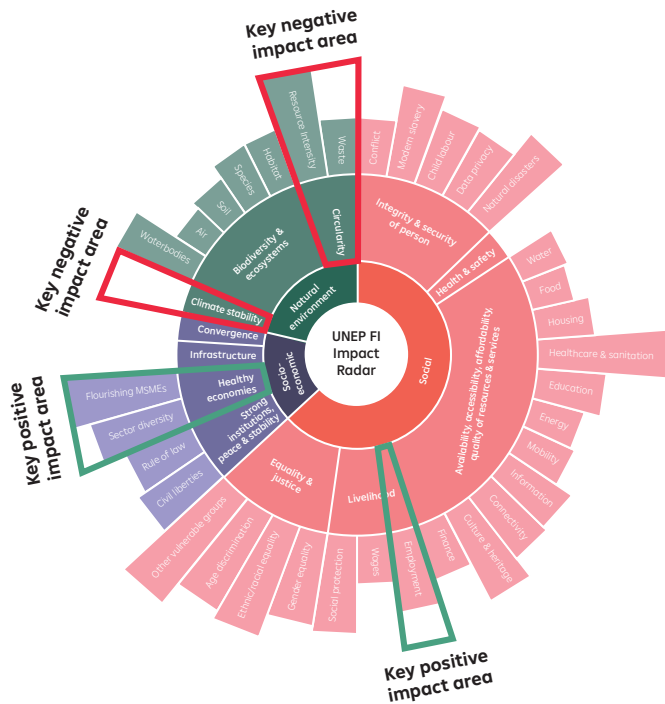 Key negative
impact area
Key negative
impact area
Key positive
impact area
Key positive
impact area
UNEP FI
Impact
Radar
Natural
environment
Socio
economic
Social
Circularity
Biodiversity &
ecosystems
Climate stability
Convergence
Infrastructure
Healthy
economies
Strong
institutions,
peace & stability
Equality &
justice
Livelihood
Availability, accessibility, affordability,
quality of resources & services
Health & safety
Integrity & security
of person
Waste
Resource intensity
Habitat
Species
Soil
Air
Waterbodies
Flourishing MSMEs
Sector diversity
Rule of law
Civil liberties
Other vulnerable groups
Age discrimination
Ethnic/racial equality
Gender equality
Social protection
Wages
Employment
Finance
Culture & heritage
Connectivity
Information
Mobility
Energy
Education
Healthcare & sanitation
Housing
Food
Water
Natural disasters
Data privacy
Child labour
Modern slavery
Conflict